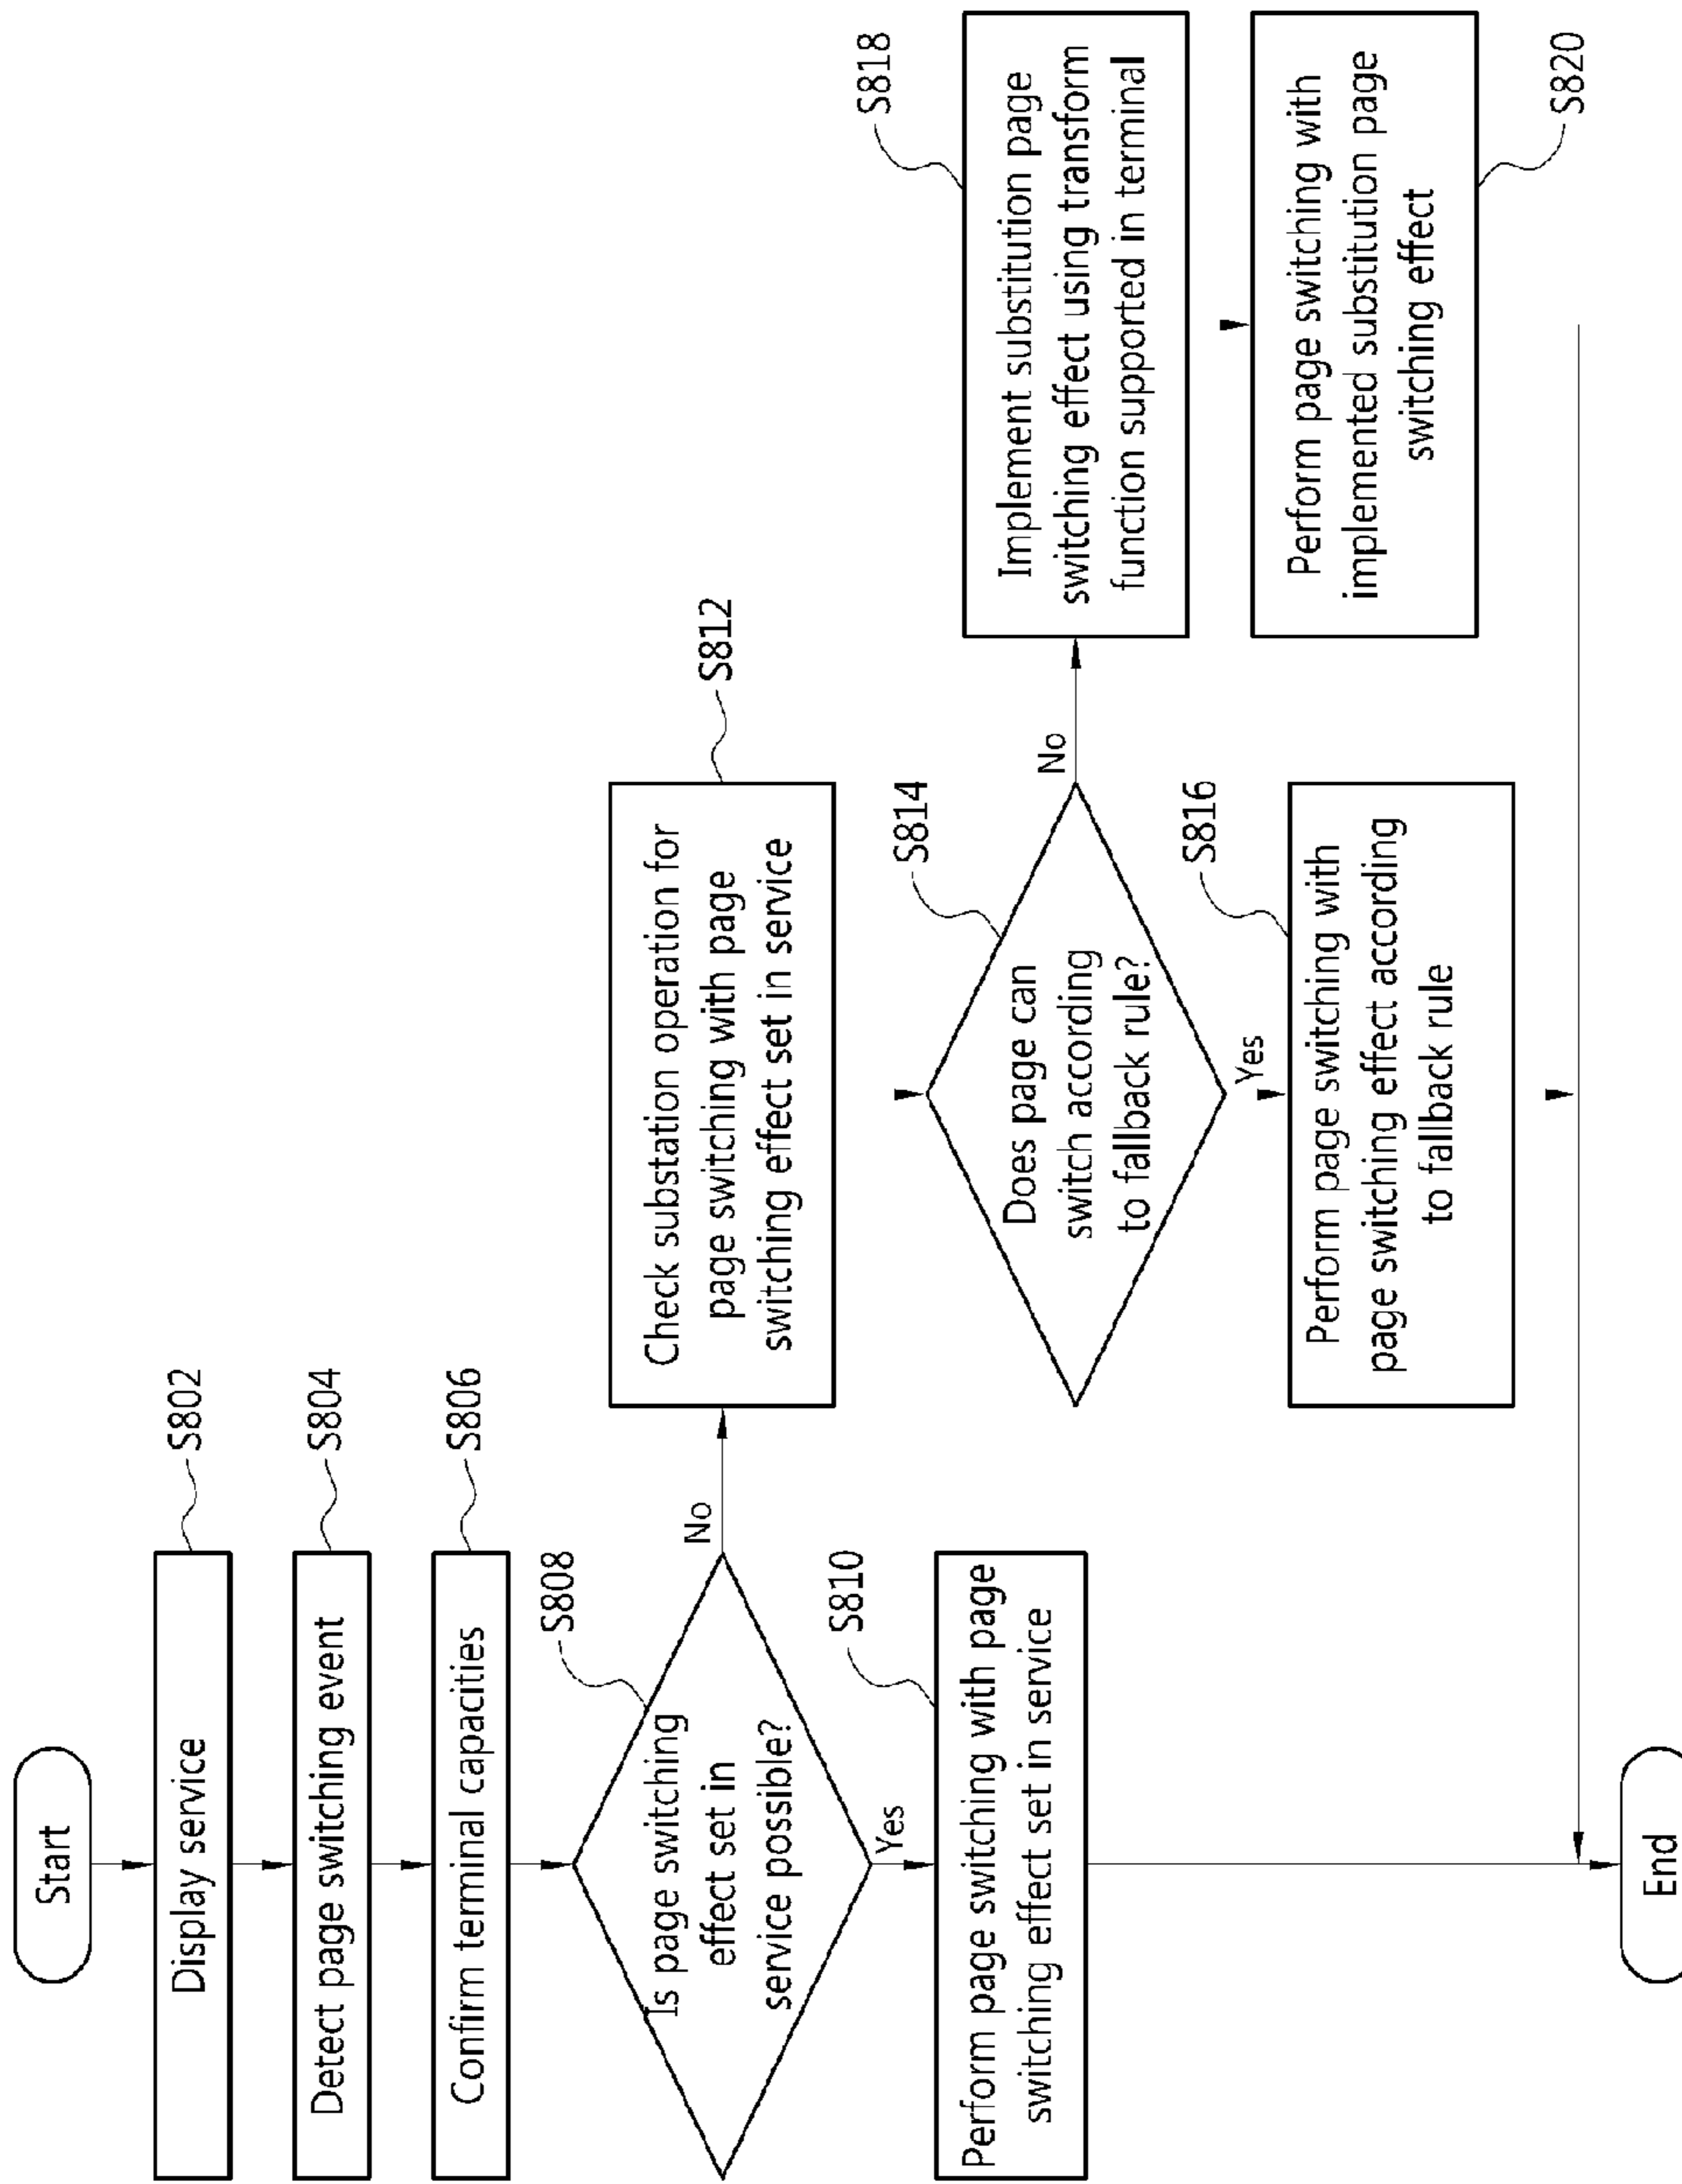 Start
Display service
S802
Detect page switching event
S804
Confirm terminal capacities
S806
Is page switching
effect set in
service possible?
S808
No
Yes
Perform page switching with page
switching effect set in service
S810
Check substation operation for
page switching with page
switching effect set in service
S812
Does page can
switch according
to fallback rule?
S814
No
Yes
Perform page switching with
page switching effect according
to fallback rule
S816
Implement substitution page
switching effect using transform
function supported in terminal
S818
Perform page switching with
implemented substitution page
switching effect
S820
End